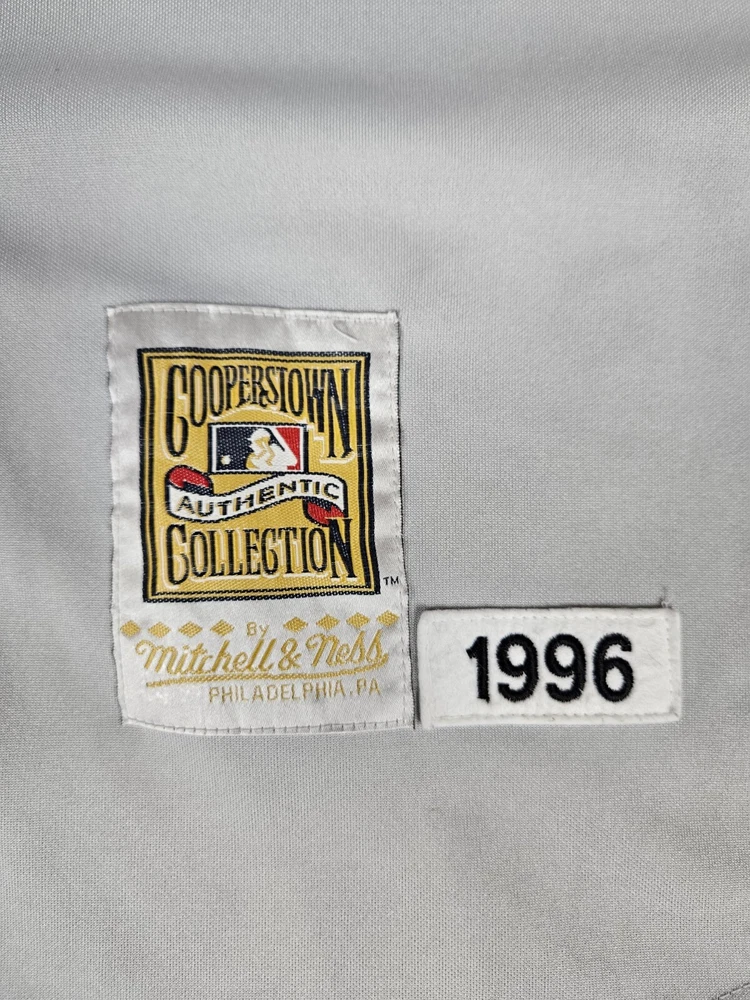 COOPERSTOWN
AUTHENTIC
COLLECTION
TM
By
Mitchell & Ness
PHILADELPHIA, PA
1996